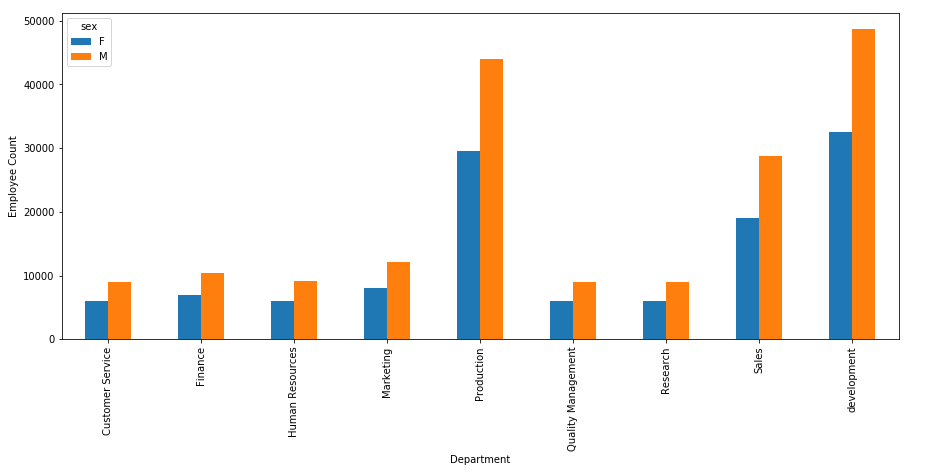 sex
F
M
50000
40000
30000
20000
10000
0
Employee Count
Customer Service
Finance
Human Resources
Marketing
Production
Quality Management
Research
Sales
development
Department